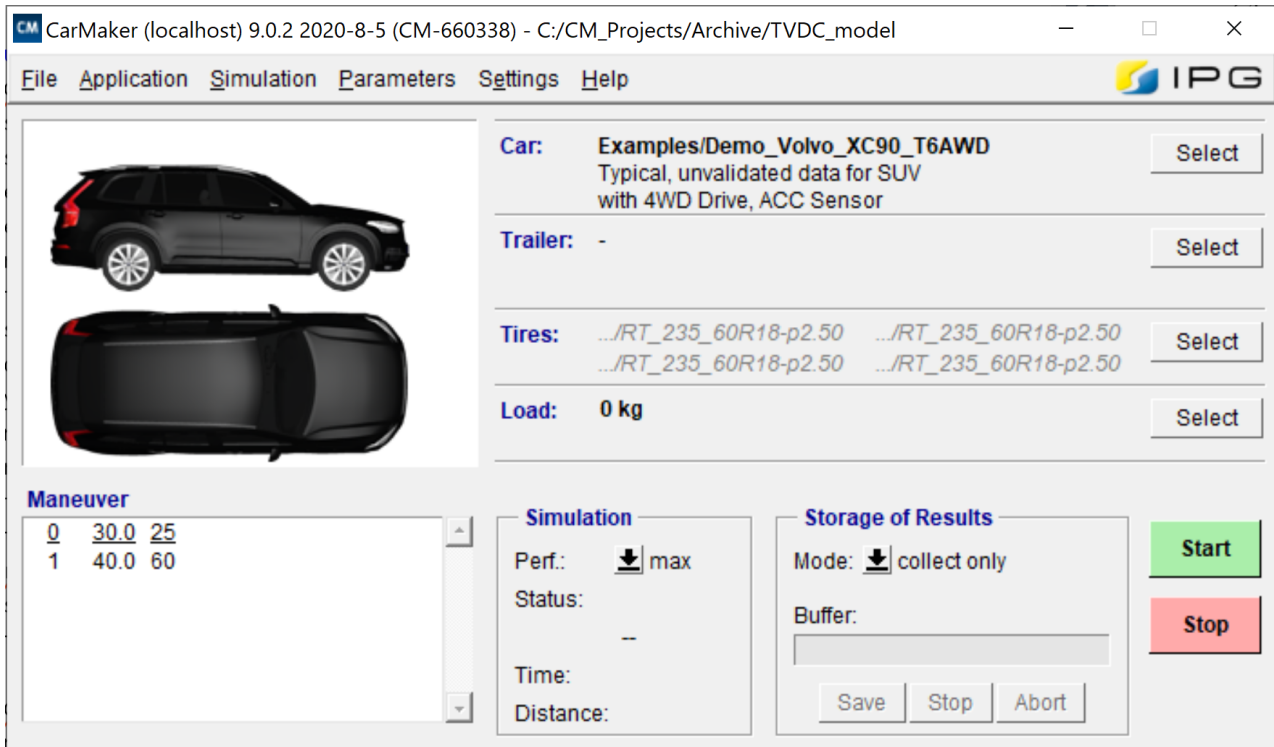 CM CarMaker (localhost) 9.0.2 2020-8-5 (CM-660338) - C:/CM_Projects/Archive/TVDC_model
File Application Simulation Parameters Settings Help
IPG
Car: Examples/Demo_Volvo_XC90_T6AWD
Typical, unvalidated data for SUV
with 4WD Drive, ACC Sensor
Select
Trailer: -
Select
Tires: .../RT_235_60R18-p2.50 .../RT_235_60R18-p2.50
.../RT_235_60R18-p2.50 .../RT_235_60R18-p2.50
Select
Load: 0 kg
Select
Maneuver
0 30.0 25
1 40.0 60
Simulation
Perf.: max
Status:
--
Time:
Distance:
Storage of Results
Mode: collect only
Buffer:
Save Stop Abort
Start
Stop